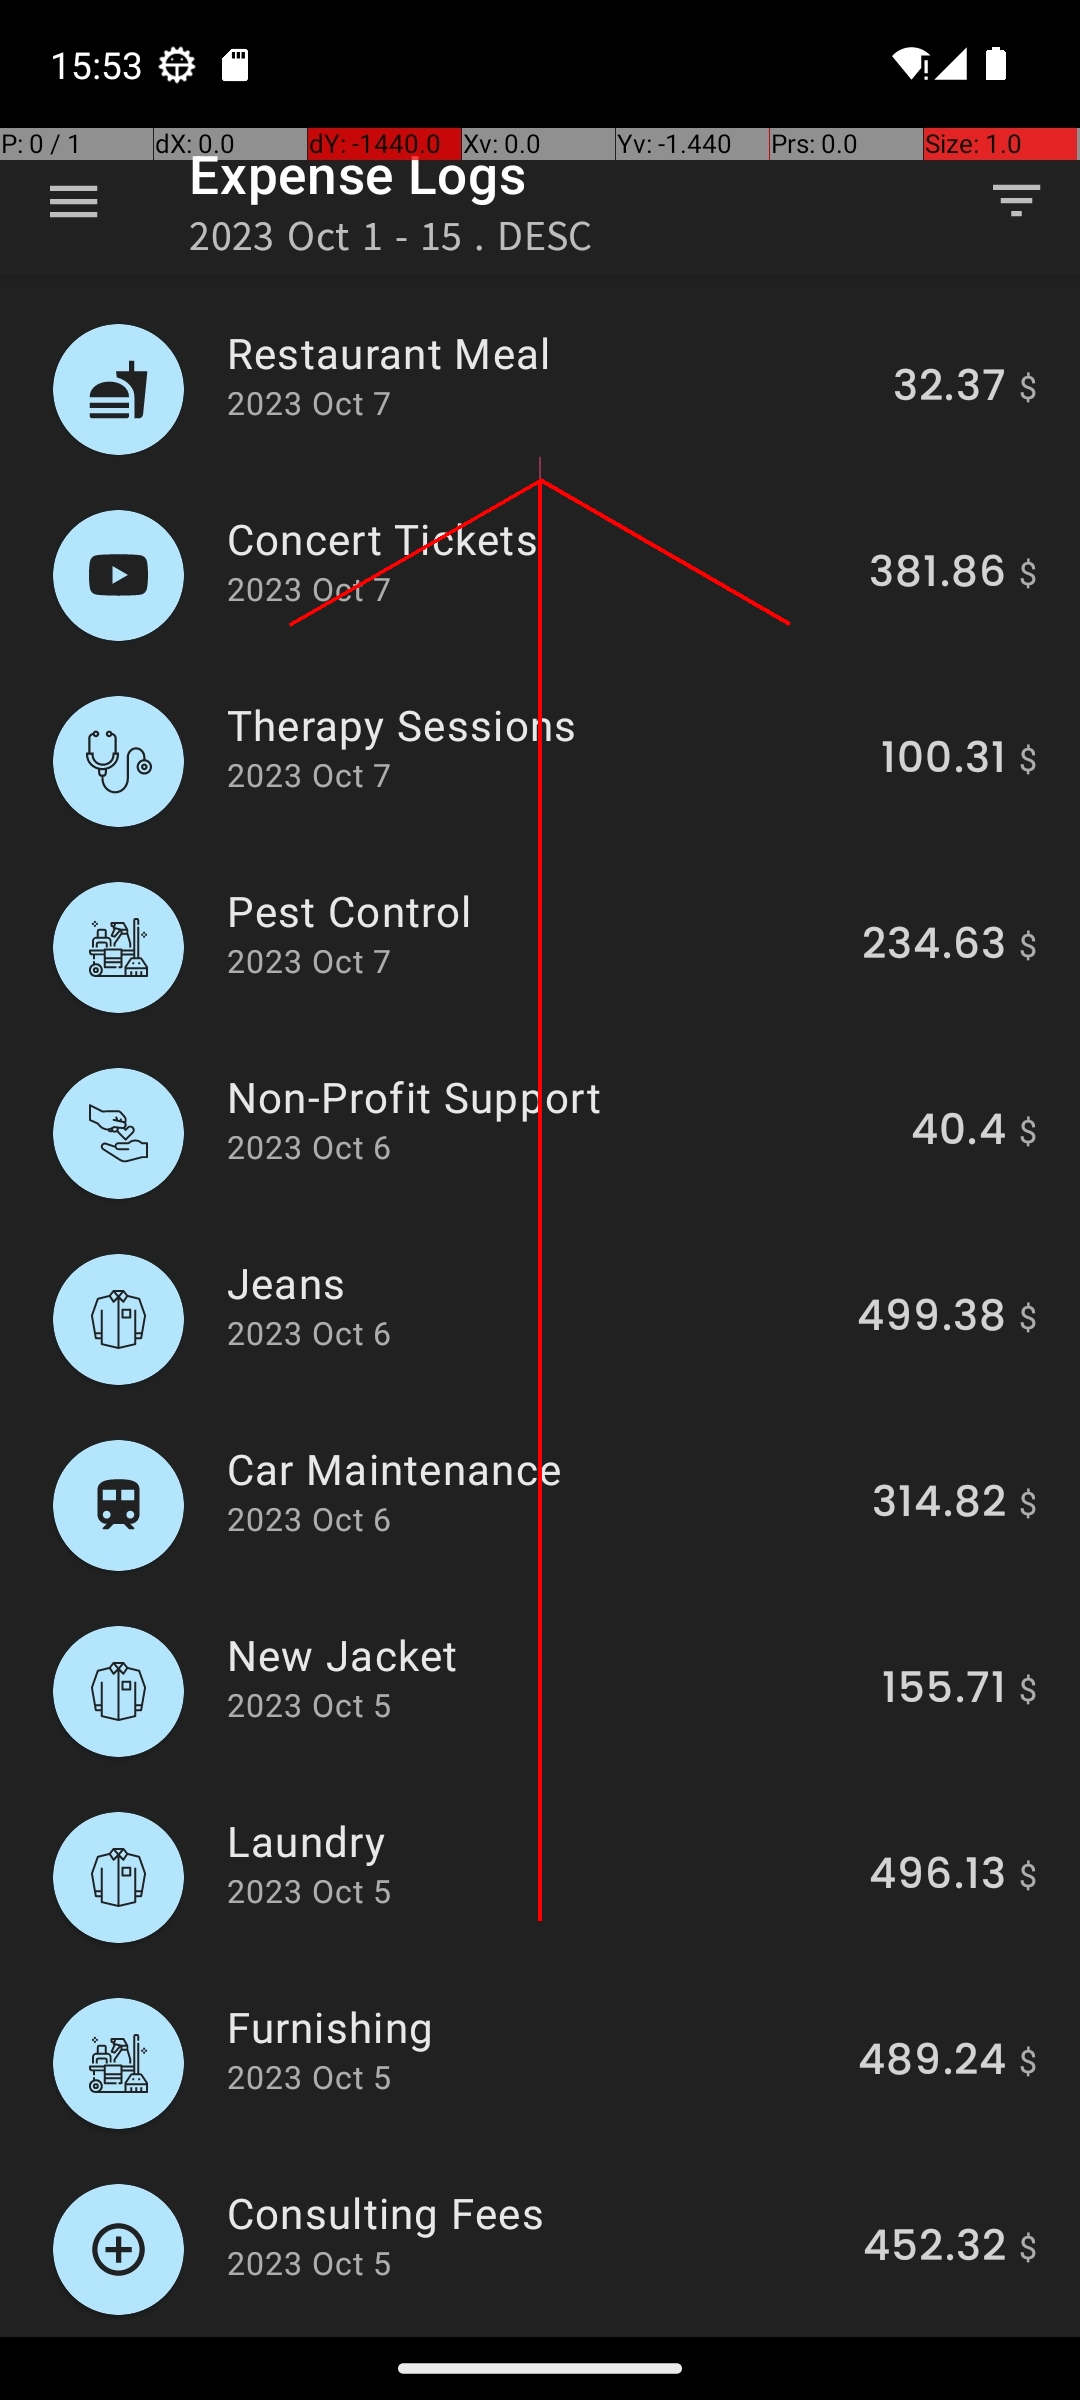 15:53
P: 0 / 1 dX: 0.0 dY: -1440.0 Xv: 0.0 Yv: -1.440 Prs: 0.0 Size: 1.0
Expense Logs
2023 Oct 1 - 15 . DESC
Restaurant Meal
2023 Oct 7
32.37 $
Concert Tickets
2023 Oct 7
381.86 $
Therapy Sessions
2023 Oct 7
100.31 $
Pest Control
2023 Oct 7
234.63 $
Non-Profit Support
2023 Oct 6
40.4 $
Jeans
2023 Oct 6
499.38 $
Car Maintenance
2023 Oct 6
314.82 $
New Jacket
2023 Oct 5
155.71 $
Laundry
2023 Oct 5
496.13 $
Furnishing
2023 Oct 5
489.24 $
Consulting Fees
2023 Oct 5
452.32 $